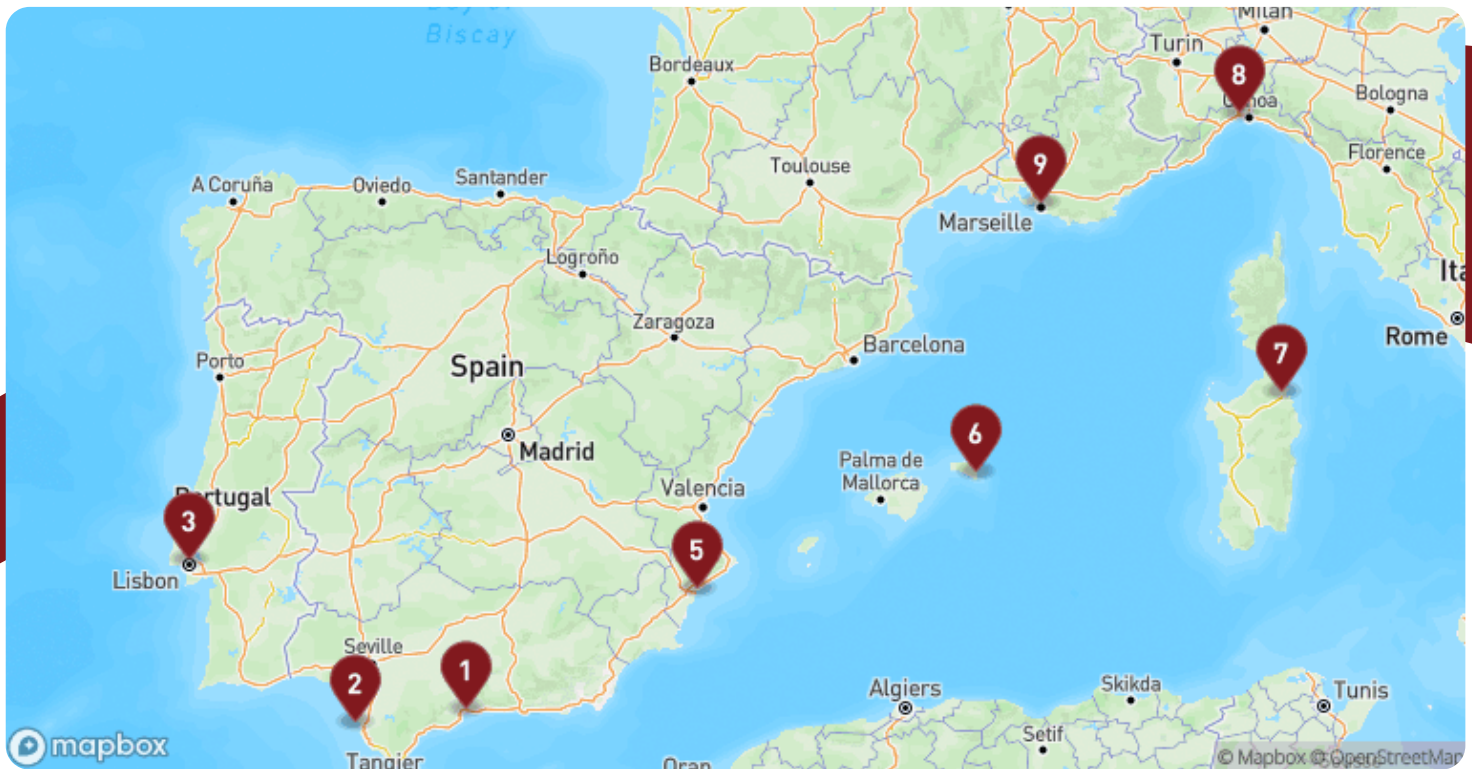 Biscay
Milan
Turin
8
Bordeaux
Bologna
9
Toulouse
Florence
A Coruña
Oviedo
Santander
Marseille
Logroño
Rome
Zaragoza
Barcelona
Porto
7
Spain
6
Madrid
Palma de
Mallorca
Valencia
Portugal
3
5
Lisbon
Seville
1
2
Algiers
Skikda
Tunis
Setif
mapbox
Tangier
Oran
© Mapbox © OpenStreetMap